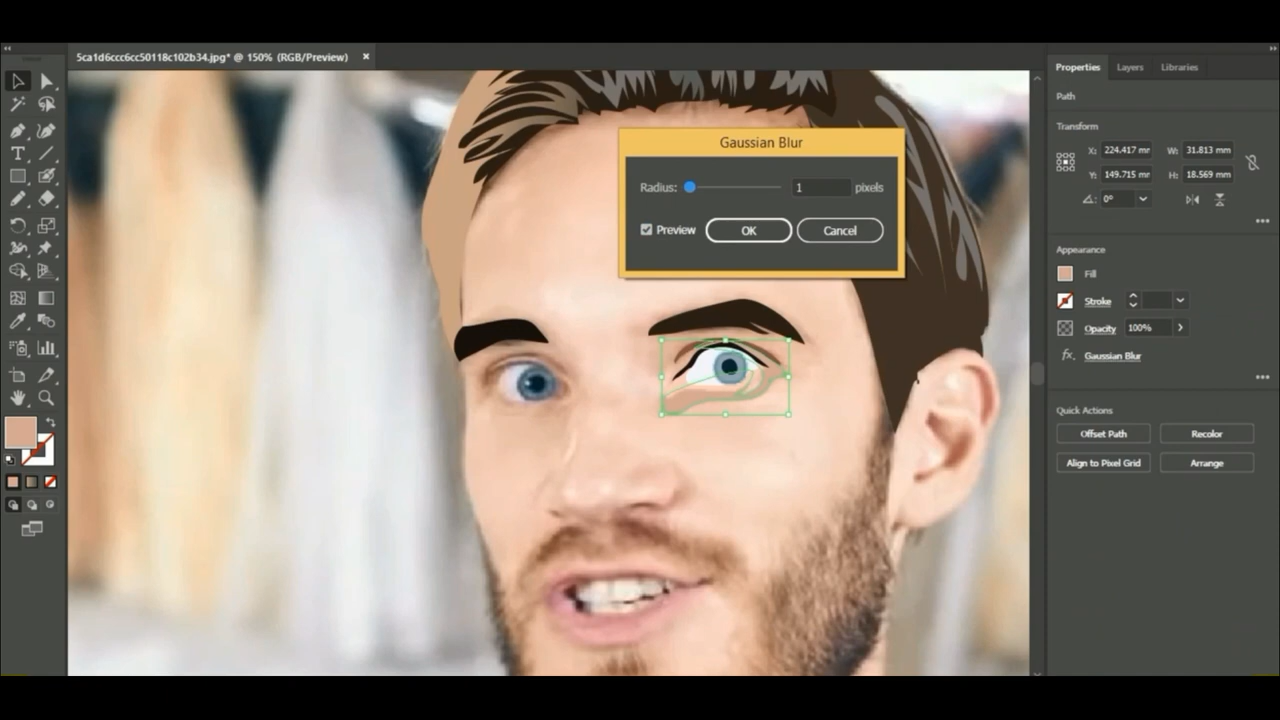 5ca1d6ccc6cc50118c102b34.jpg* @ 150% (RGB/Preview) ×
Properties Layers Libraries
Path
Transform
X: 224.417 mm W: 31.813 mm
Y: 149.715 mm H: 18.569 mm
0°
Gaussian Blur
Radius: 1 pixels
Preview OK Cancel
Appearance
Fill
Stroke
Opacity 100%
fx. Gaussian Blur
Quick Actions
Offset Path Recolor
Align to Pixel Grid Arrange